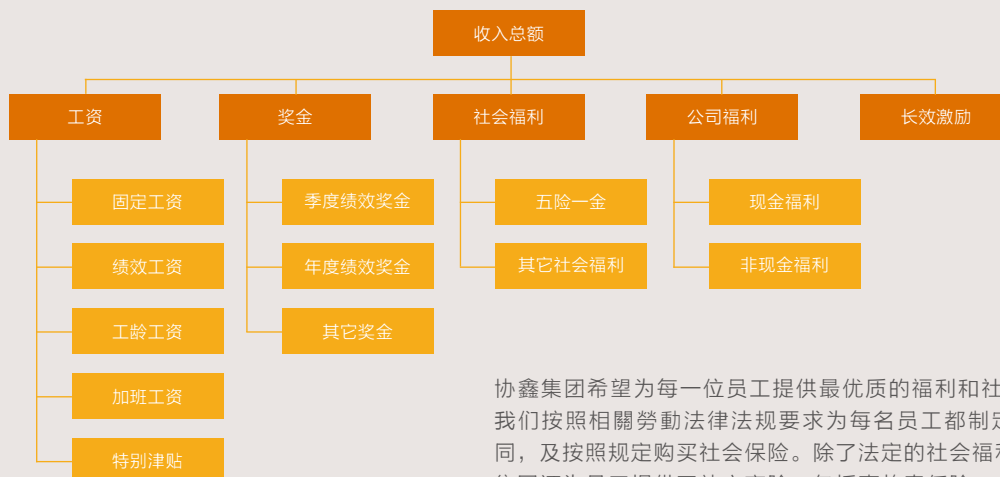 收入总额
工资
奖金
社会福利
公司福利
长效激励
固定工资
绩效工资
工龄工资
加班工资
特别津贴
季度绩效奖金
年度绩效奖金
其它奖金
五险一金
其它社会福利
现金福利
非现金福利
协鑫集团希望为每一位员工提供最优质的福利和社
我们按照相關勞動法律法规要求为每名员工都制定
同，及按照规定购买社会保险。除了法定的社会福利